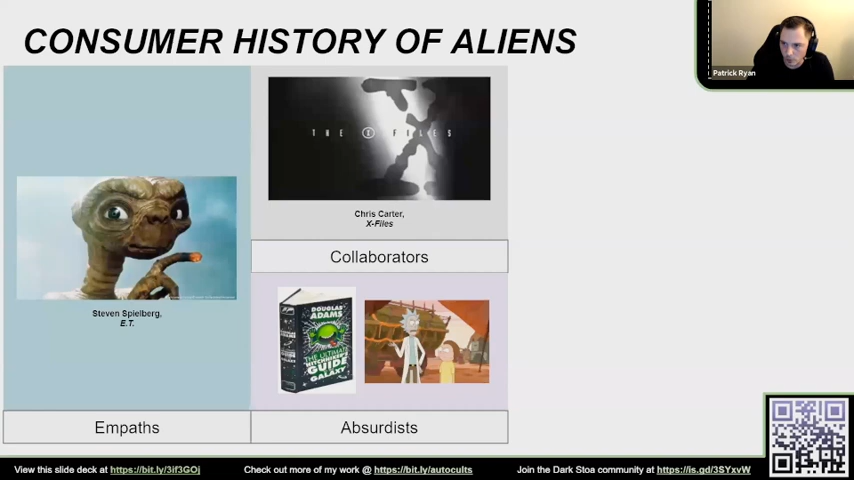 CONSUMER HISTORY OF ALIENS
Patrick Ryan
THE X FILES
Chris Carter,
X-Files
Collaborators
Steven Spielberg,
E.T.
DOUGLAS
ADAMS
THE ULTIMATE
HITCHHIKER'S
GUIDE
GALAXY
Empaths
Absurdists
View this slide deck at https://bit.ly/3if3GOj
Check out more of my work @ https://bit.ly/autocults
Join the Dark Stoa community at https://is.gd/3SYxvW